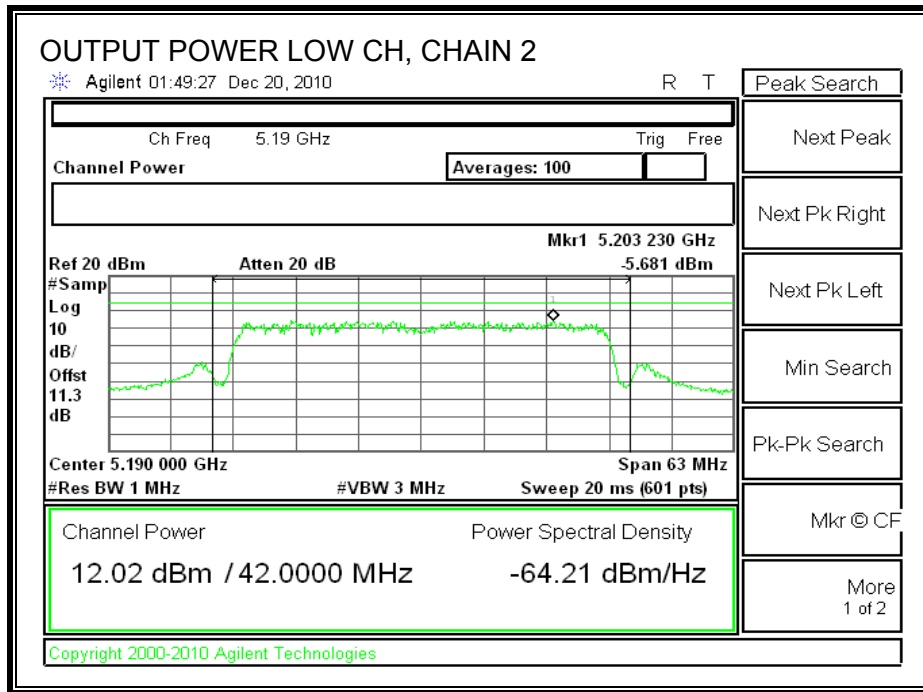 OUTPUT POWER LOW CH, CHAIN 2
Agilent 01:49:27 Dec 20, 2010 R T
Peak Search
Ch Freq 5.19 GHz Trig Free
Channel Power Averages: 100
Mkr1 5.203 230 GHz
Ref 20 dBm Atten 20 dB -5.681 dBm
#Samp
Log
10
dB/
Offst
11.3
dB
1
Center 5.190 000 GHz Span 63 MHz
#Res BW 1 MHz #VBW 3 MHz Sweep 20 ms (601 pts)
Channel Power Power Spectral Density
12.02 dBm / 42.0000 MHz -64.21 dBm/Hz
Next Peak
Next Pk Right
Next Pk Left
Min Search
Pk-Pk Search
Mkr © CF
More
1 of 2
Copyright 2000-2010 Agilent Technologies